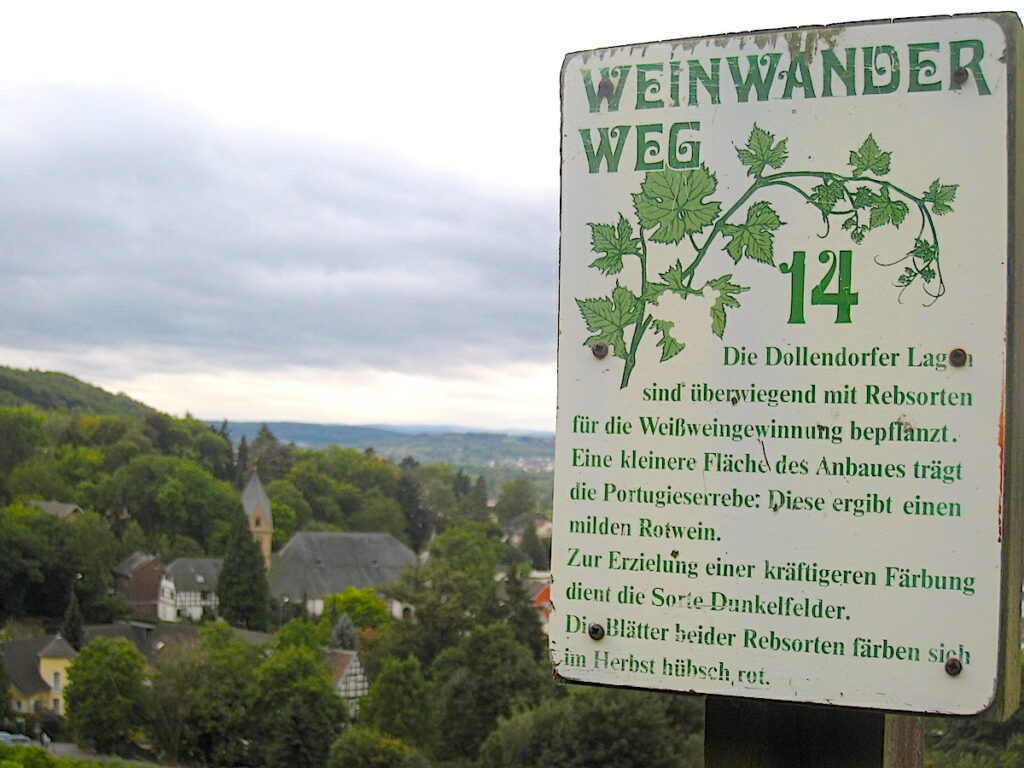 WEINWANDER
WEG
14
Die Dollendorfer Lagen
sind überwiegend mit Rebsorten
für die Weißweingewinnung bepflanzt.
Eine kleinere Fläche des Anbaues trägt
die Portugieserrebe: Diese ergibt einen
milden Rotwein.
Zur Erzielung einer kräftigeren Färbung
dient die Sorte Dunkelfelder.
Die Blätter beider Rebsorten färben sich
im Herbst hübsch rot.